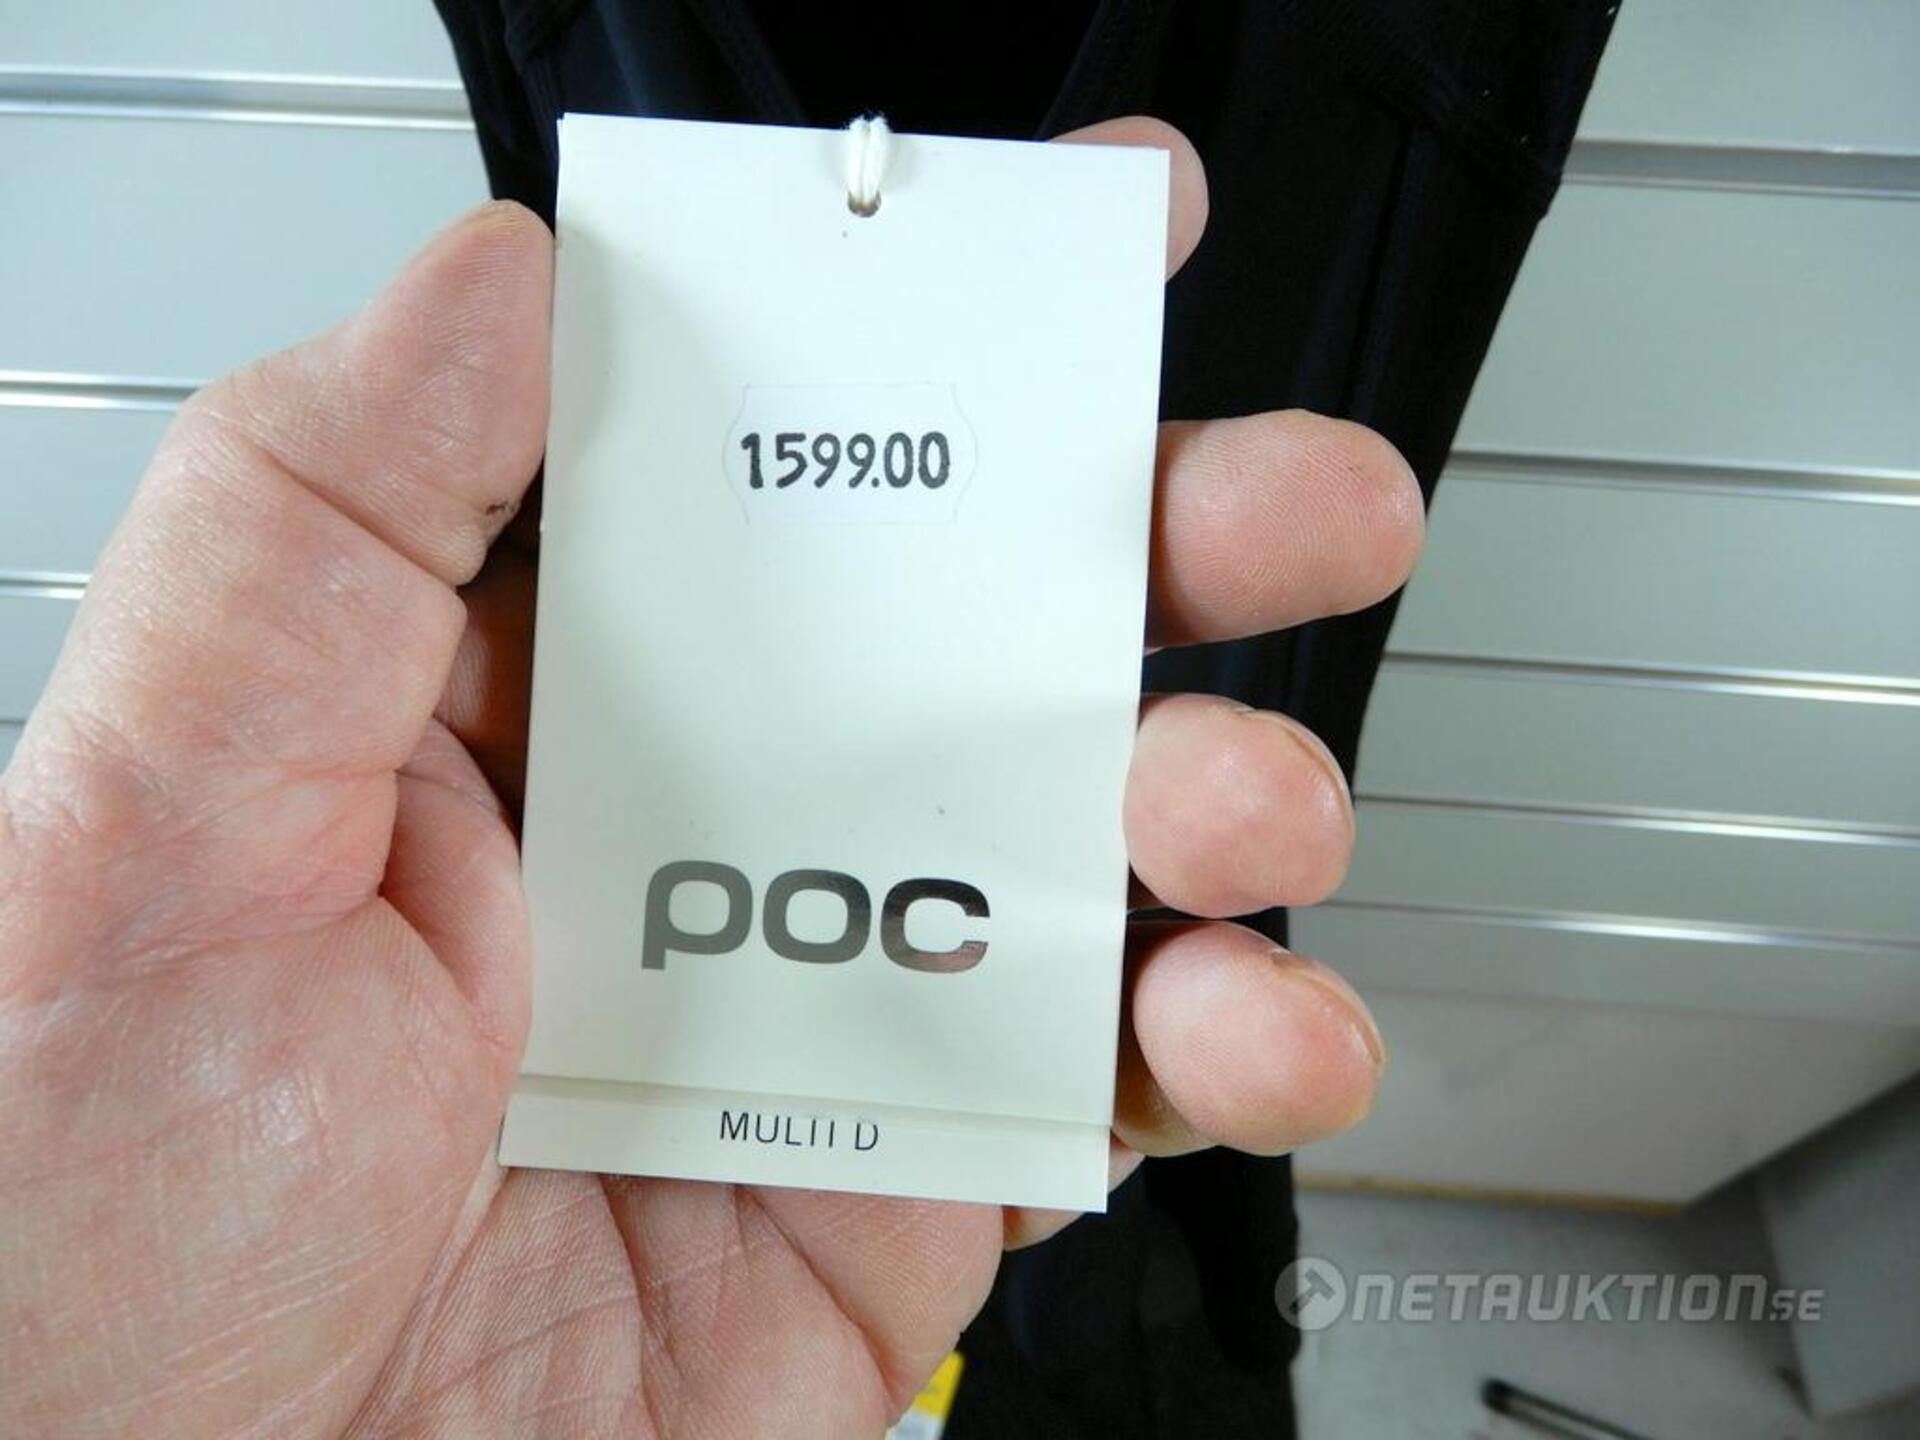 1599.00
POC
MULTI D
NETAUKTION.SE